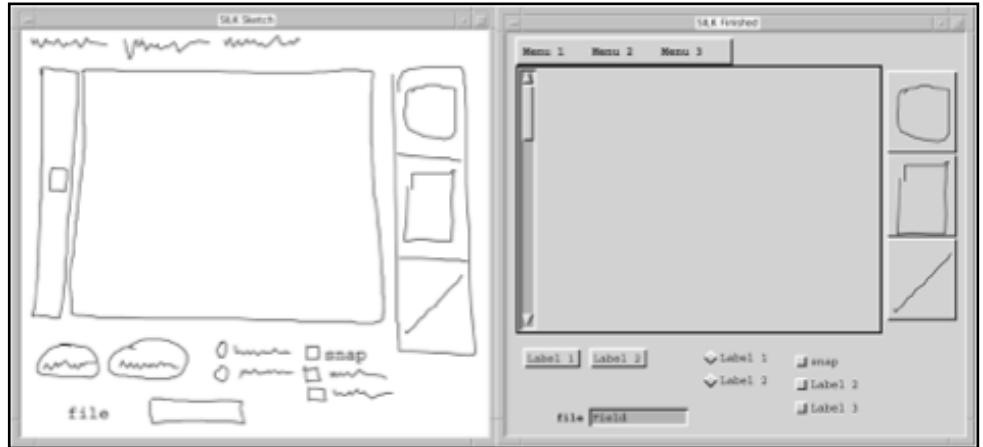 SILK Sketch
snap
file
SILK Finished
Menu 1 Menu 2 Menu 3
Label 1 Label 2
Label 1
Label 2
snap
Label 2
Label 3
file field